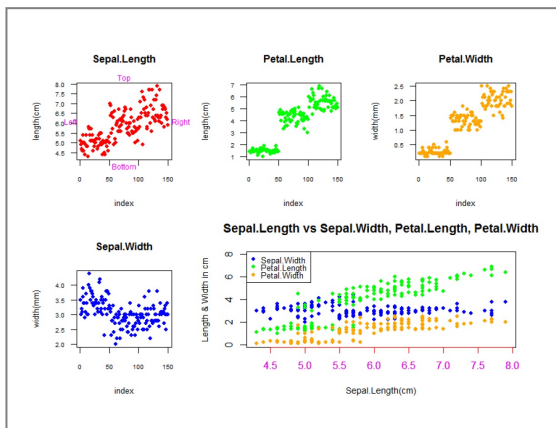 Sepal.Length
Top
Left
Right
Bottom
length(cm)
8.0
7.5
7.0
6.5
6.0
5.5
5.0
4.5
0 50 100 150
index
Petal.Length
length(cm)
7
6
5
4
3
2
1
0 50 100 150
index
Petal.Width
width(mm)
2.5
2.0
1.5
1.0
0.5
0 50 100 150
index
Sepal.Width
width(mm)
4.0
3.5
3.0
2.5
2.0
0 50 100 150
index
Sepal.Length vs Sepal.Width, Petal.Length, Petal.Width
Sepal.Width
Petal.Length
Petal.Width
Length & Width in cm
8
6
4
2
0
4.5 5.0 5.5 6.0 6.5 7.0 7.5 8.0
Sepal.Length(cm)